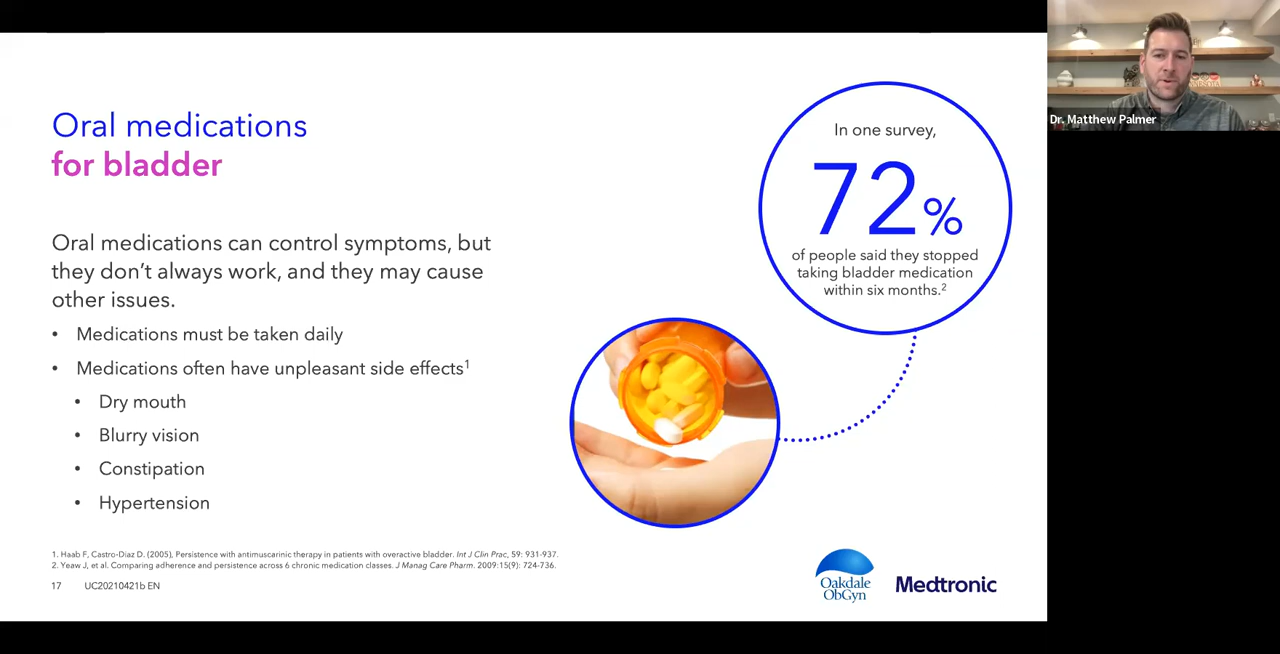 Oral medications
for bladder
Oral medications can control symptoms, but
they don't always work, and they may cause
other issues.
• Medications must be taken daily
• Medications often have unpleasant side effects1
• Dry mouth
• Blurry vision
• Constipation
• Hypertension
In one survey,
72%
of people said they stopped
taking bladder medication
within six months.2
1. Haab F, Castro-Diaz D. (2005), Persistence with antimuscarinic therapy in patients with overactive bladder. Int J Clin Prac, 59: 931-937.
2. Yeaw J, et al. Comparing adherence and persistence across 6 chronic medication classes. J Manag Care Pharm. 2009:15(9): 724-736.
17 UC20210421b EN
Oakdale
ObGyn
Medtronic
Dr. Matthew Palmer